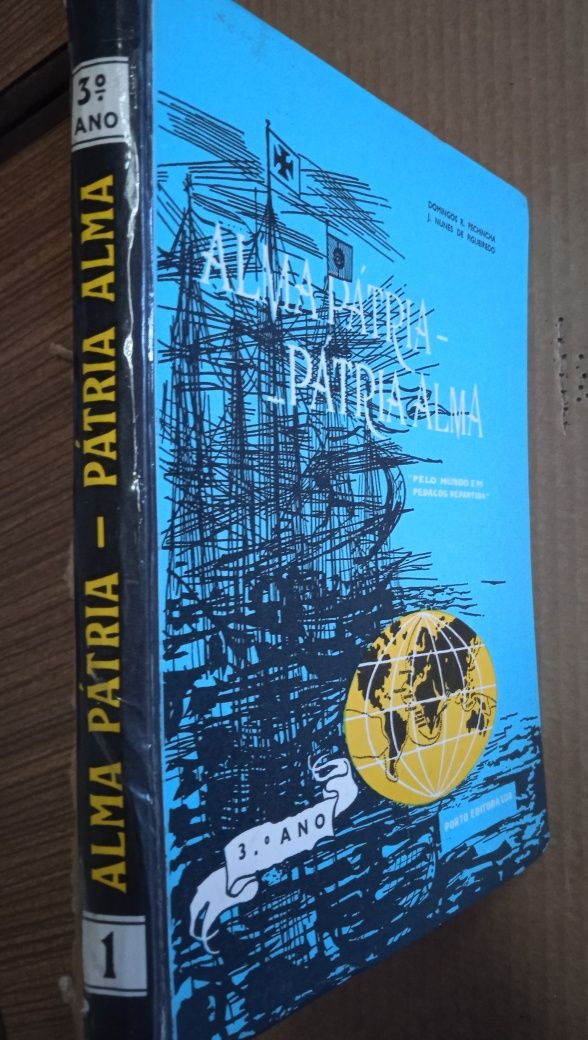 3º
ANO
ALMA PÁTRIA — PÁTRIA ALMA
1
DOMINGOS R. PECHINCHA
J. NUNES DE FIGUEIREDO
ALMA PÁTRIA —
— PÁTRIA ALMA
"PELO MUNDO EM
PEDAÇOS REPARTIDA"
3.º ANO
PORTO EDITORA LDA